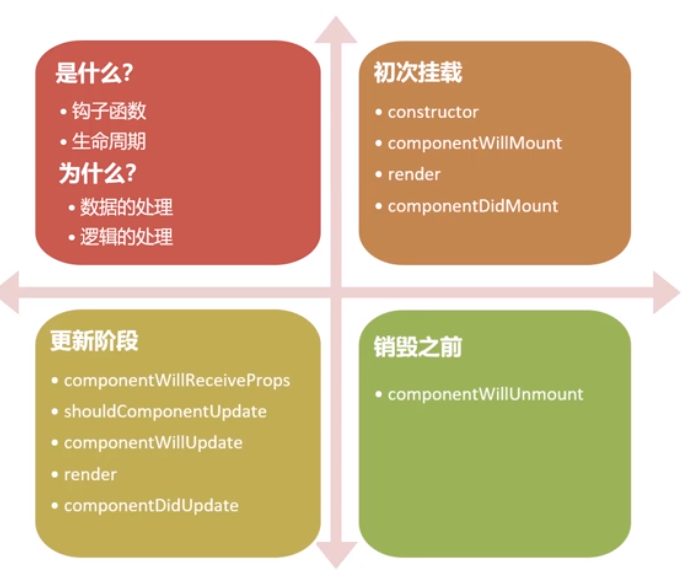 是什么?
• 钩子函数
• 生命周期
为什么?
• 数据的处理
• 逻辑的处理
初次挂载
• constructor
• componentWillMount
• render
• componentDidMount
更新阶段
• componentWillReceiveProps
• shouldComponentUpdate
• componentWillUpdate
• render
• componentDidUpdate
销毁之前
• componentWillUnmount